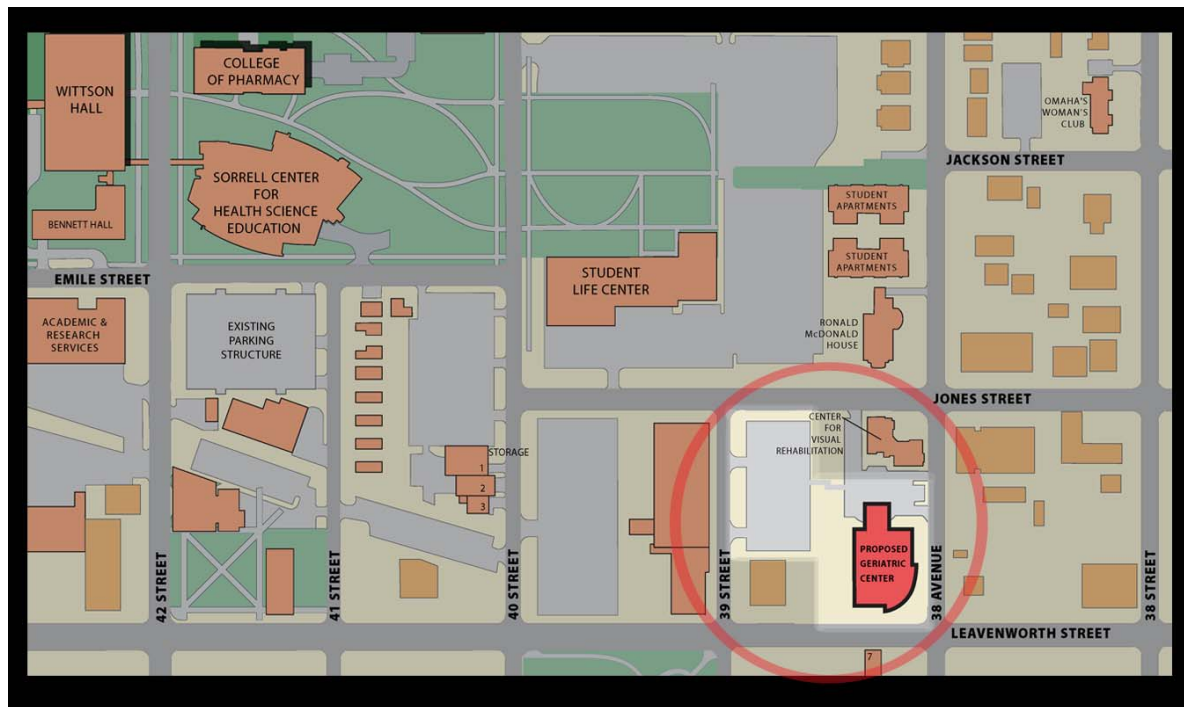 WITTSON
HALL
COLLEGE
OF PHARMACY
OMAHA'S
WOMAN'S
CLUB
JACKSON STREET
SORRELL CENTER
FOR
HEALTH SCIENCE
EDUCATION
BENNETT HALL
STUDENT
APARTMENTS
STUDENT
APARTMENTS
EMILE STREET
STUDENT
LIFE CENTER
ACADEMIC &
RESEARCH
SERVICES
EXISTING
PARKING
STRUCTURE
RONALD
McDONALD
HOUSE
JONES STREET
CENTER
FOR
VISUAL
REHABILITATION
STORAGE
1
2
3
PROPOSED
GERIATRIC
CENTER
42 STREET
41 STREET
40 STREET
39 STREET
38 AVENUE
38 STREET
LEAVENWORTH STREET
7